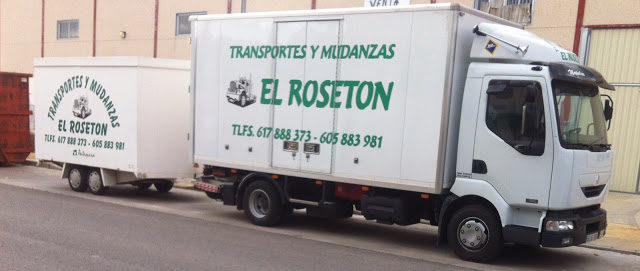 VENTA
TRANSPORTES Y MUDANZAS
EL ROSETON
TLFS. 617 888 373 - 605 883 981
TRANSPORTES Y MUDANZAS
EL ROSETON
TLFS. 617 888 373 - 605 883 981